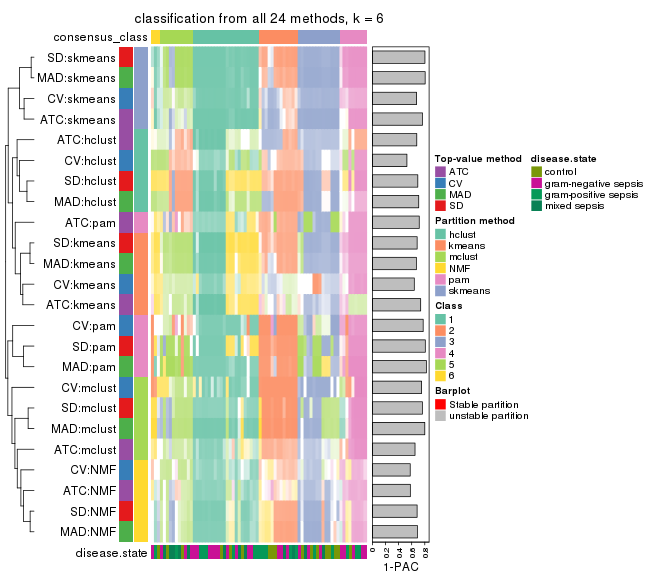 classification from all 24 methods, k = 6
consensus_class
SD:skmeans
MAD:skmeans
CV:skmeans
ATC:skmeans
ATC:hclust
CV:hclust
SD:hclust
MAD:hclust
ATC:pam
SD:kmeans
MAD:kmeans
CV:kmeans
ATC:kmeans
CV:pam
SD:pam
MAD:pam
CV:mclust
SD:mclust
MAD:mclust
ATC:mclust
CV:NMF
ATC:NMF
SD:NMF
MAD:NMF
disease.state
0 0.2 0.4 0.6 0.8
1-PAC
Top-value method
ATC
CV
MAD
SD
Partition method
hclust
kmeans
mclust
NMF
pam
skmeans
Class
1
2
3
4
5
6
Barplot
Stable partition
unstable partition
disease.state
control
gram-negative sepsis
gram-positive sepsis
mixed sepsis